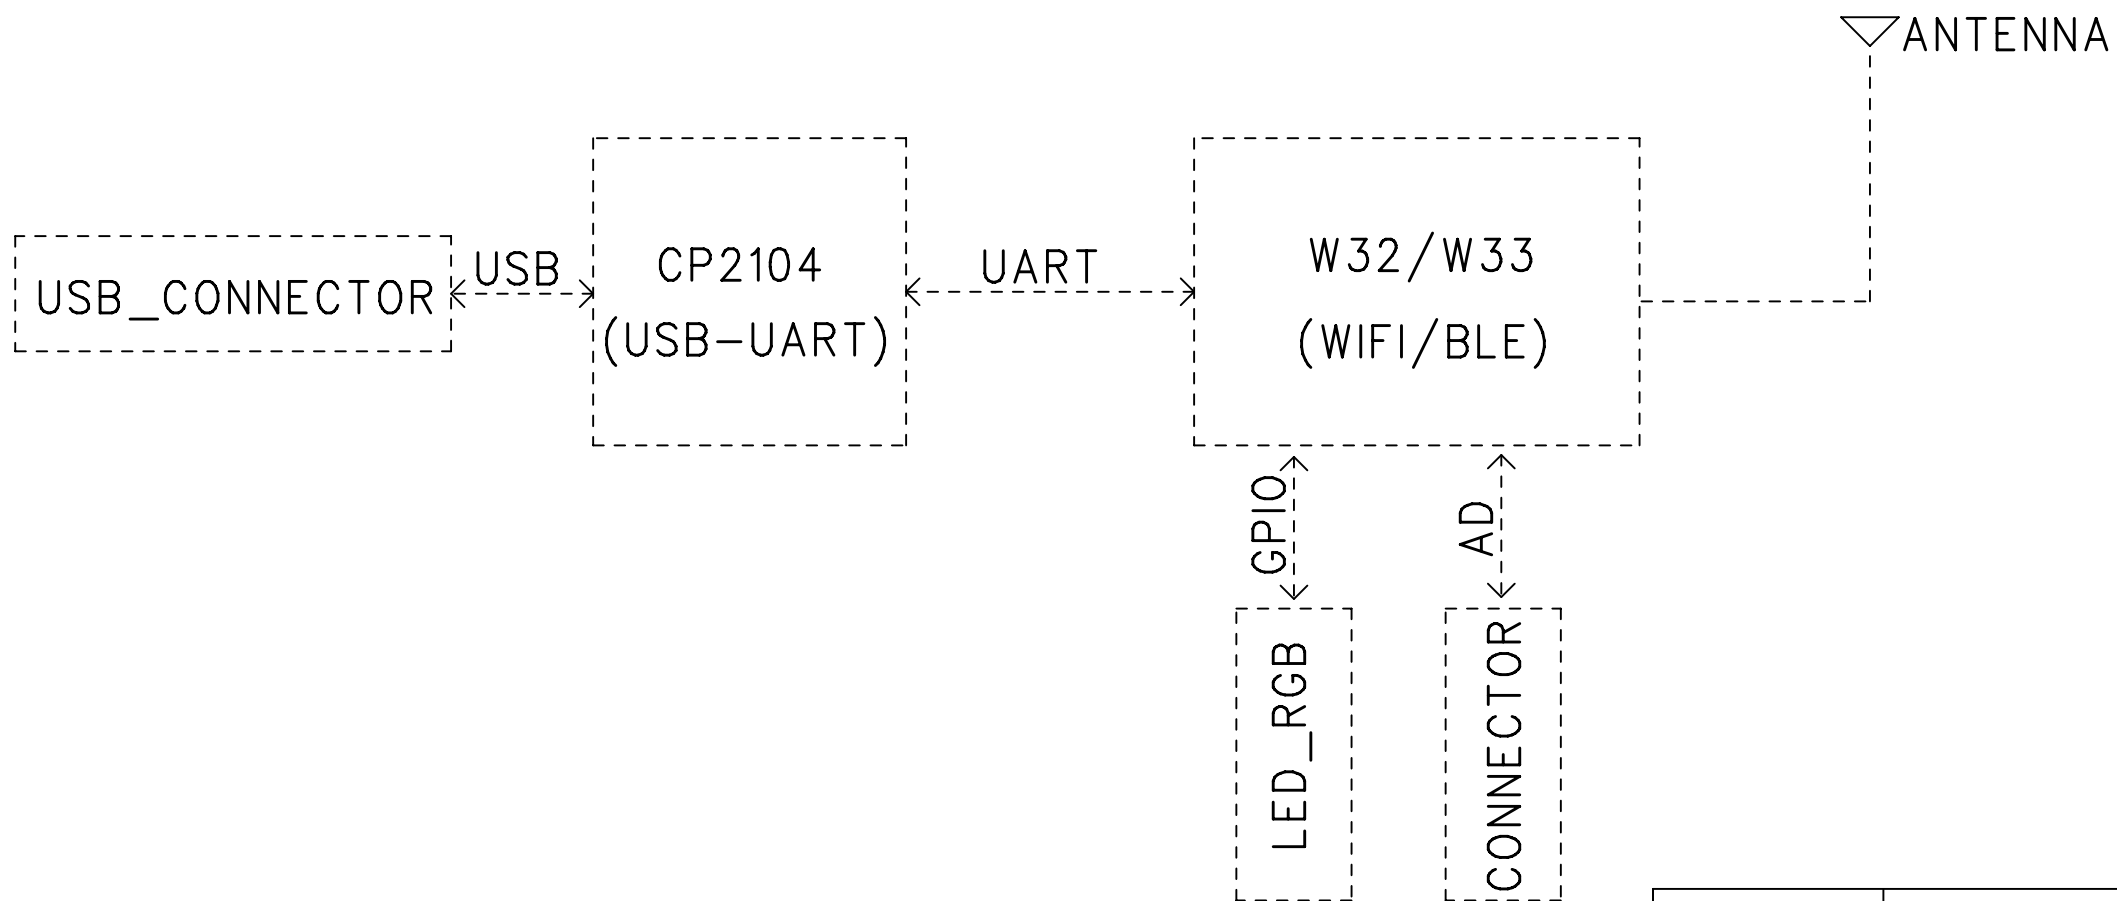 ANTENNA
USB_CONNECTOR
USB
CP2104
(USB-UART)
UART
W32/W33
(WIFI/BLE)
GPIO
AD
LED_RGB
CONNECTOR